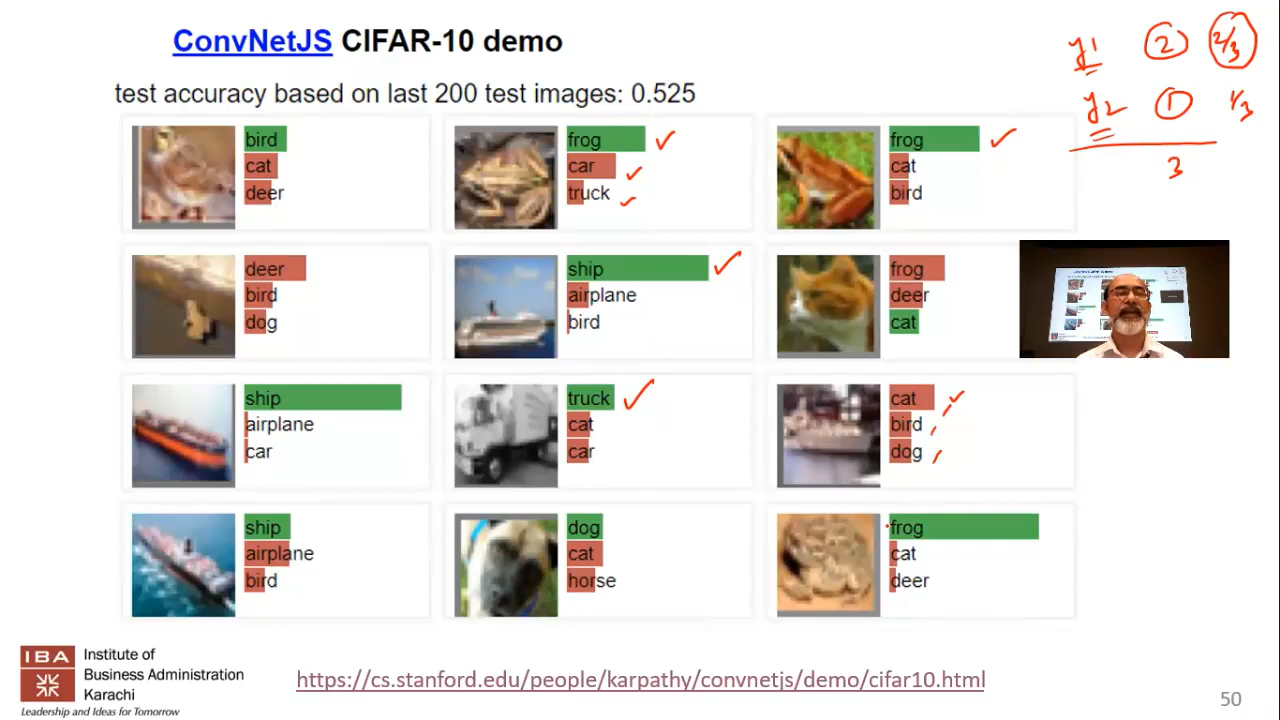 ConvNetJS CIFAR-10 demo
test accuracy based on last 200 test images: 0.525
y1 2 2/3
y2 1 1/3
3
bird
cat
deer
frog
car
truck
frog
cat
bird
deer
bird
dog
ship
airplane
bird
frog
deer
cat
ship
airplane
car
truck
cat
car
cat
bird
dog
ship
airplane
bird
dog
cat
horse
frog
cat
deer
IBA
Institute of
Business Administration
Karachi
Leadership and Ideas for Tomorrow
https://cs.stanford.edu/people/karpathy/convnetjs/demo/cifar10.html
50